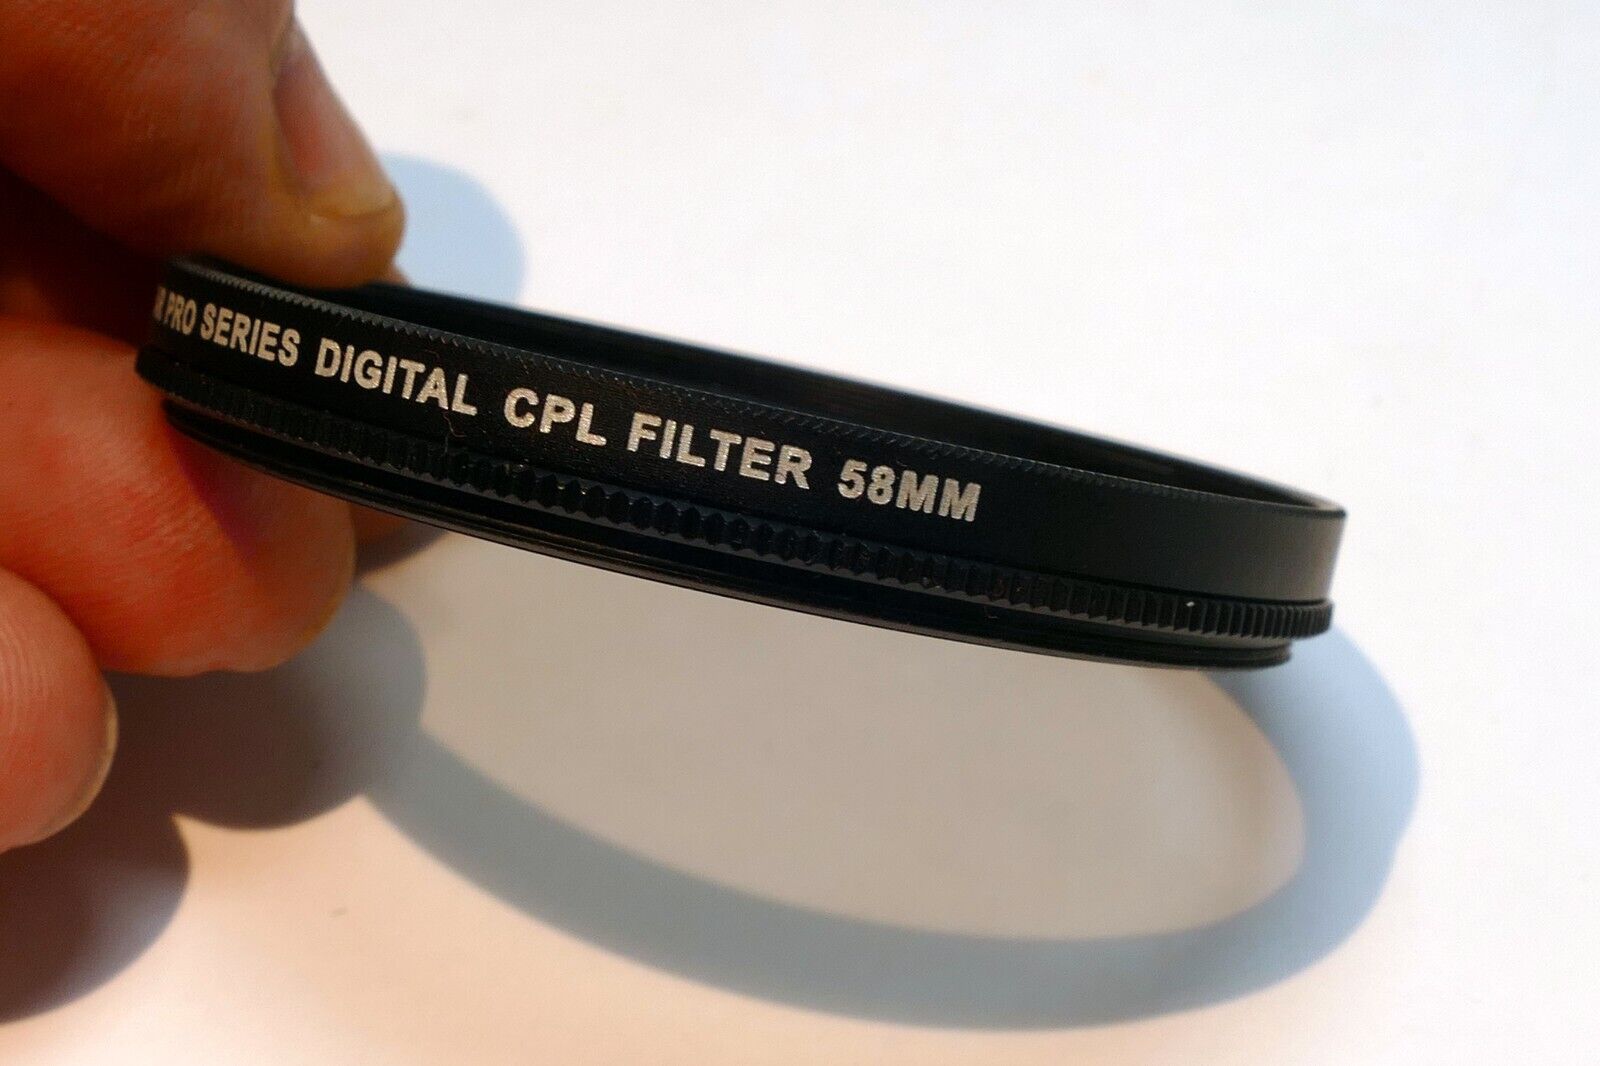 PRO SERIES DIGITAL CPL FILTER 58MM